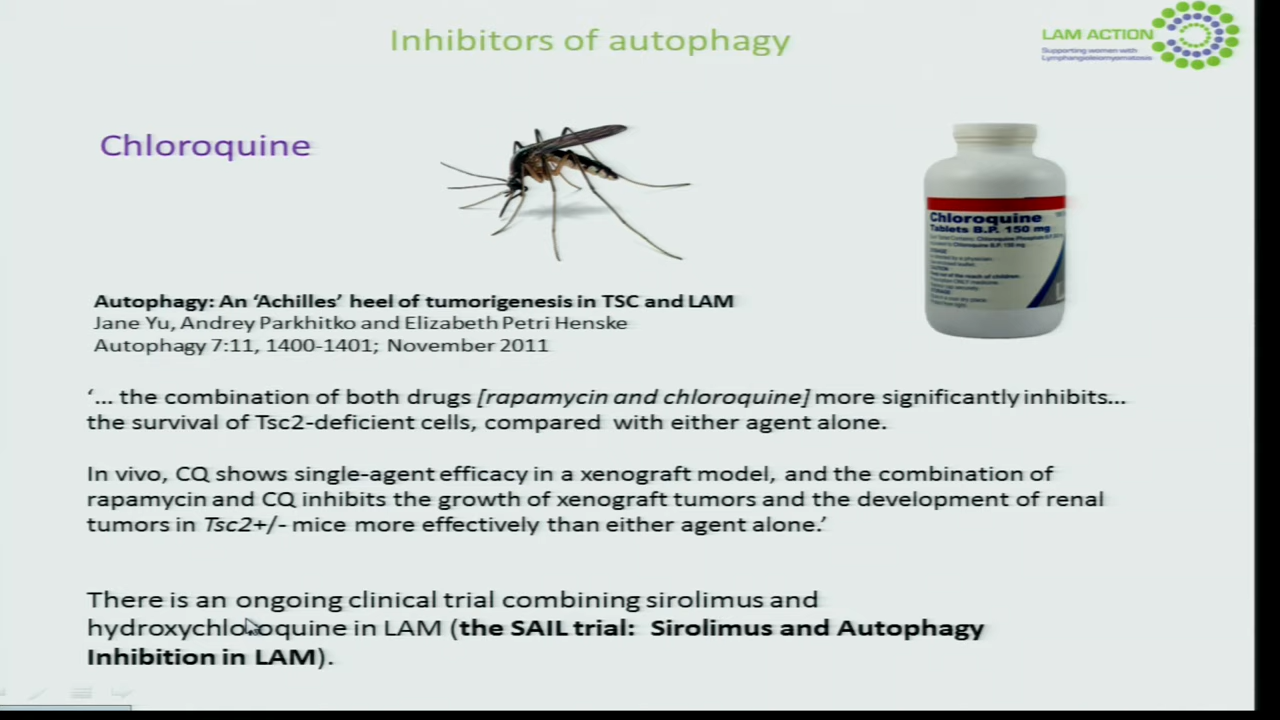 Inhibitors of autophagy
LAM ACTION
Supporting women with
Lymphangioleiomyomatosis
Chloroquine
Chloroquine
Tablets B.P. 150 mg
Autophagy: An ‘Achilles’ heel of tumorigenesis in TSC and LAM
Jane Yu, Andrey Parkhitko and Elizabeth Petri Henske
Autophagy 7:11, 1400-1401; November 2011
‘... the combination of both drugs [rapamycin and chloroquine] more significantly inhibits...
the survival of Tsc2-deficient cells, compared with either agent alone.
In vivo, CQ shows single-agent efficacy in a xenograft model, and the combination of
rapamycin and CQ inhibits the growth of xenograft tumors and the development of renal
tumors in Tsc2+/- mice more effectively than either agent alone.’
There is an ongoing clinical trial combining sirolimus and
hydroxychloroquine in LAM (the SAIL trial: Sirolimus and Autophagy
Inhibition in LAM).